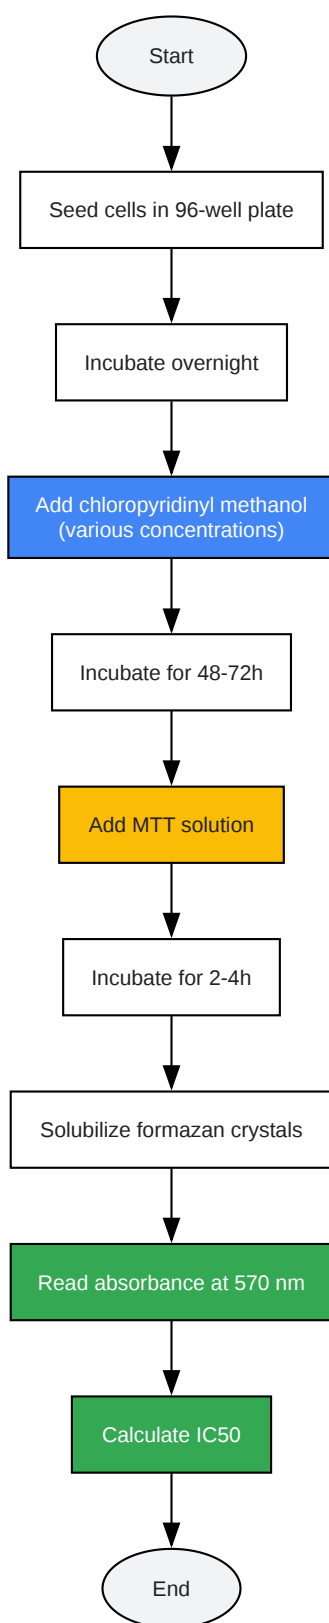 Start
Seed cells in 96-well plate
Incubate overnight
Add chloropyridinyl methanol
(various concentrations)
Incubate for 48-72h
Add MTT solution
Incubate for 2-4h
Solubilize formazan crystals
Read absorbance at 570 nm
Calculate IC50
End